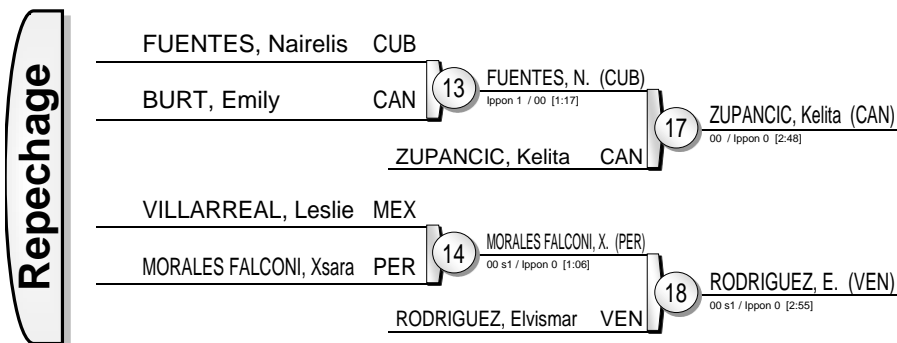 Repechage
FUENTES, Nairelis CUB
BURT, Emily CAN
13
FUENTES, N. (CUB)
Ippon 1 / 00 [1:17]
ZUPANCIC, Kelita CAN
17
ZUPANCIC, Kelita (CAN)
00 / Ippon 0 [2:48]
VILLARREAL, Leslie MEX
MORALES FALCONI, Xsara PER
14
MORALES FALCONI, X. (PER)
00 s1 / Ippon 0 [1:06]
RODRIGUEZ, Elvismar VEN
18
RODRIGUEZ, E. (VEN)
00 s1 / Ippon 0 [2:55]